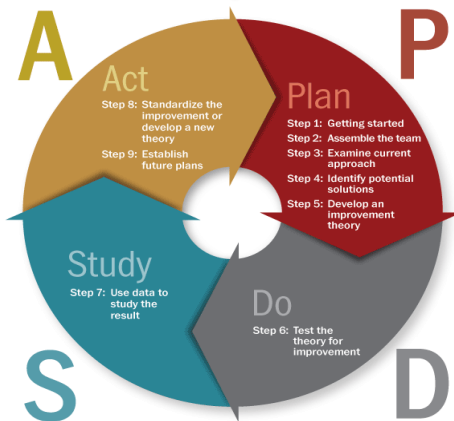 A
P
Act
Step 8: Standardize the
improvement or
develop a new
theory
Step 9: Establish
future plans
Plan
Step 1: Getting started
Step 2: Assemble the team
Step 3: Examine current
approach
Step 4: Identify potential
solutions
Step 5: Develop an
improvement
theory
Study
Step 7: Use data to
study the
result
Do
Step 6: Test the
theory for
improvement
S
D